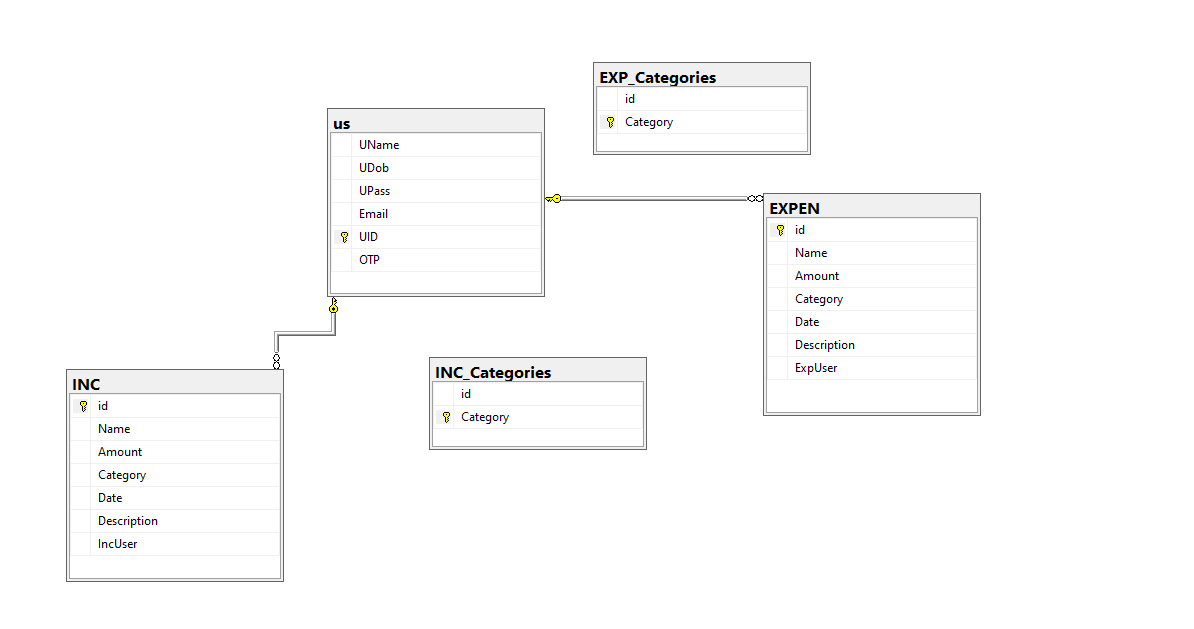 EXP_Categories
id
Category
us
UName
UDob
UPass
Email
UID
OTP
EXPEN
id
Name
Amount
Category
Date
Description
ExpUser
INC_Categories
id
Category
INC
id
Name
Amount
Category
Date
Description
IncUser